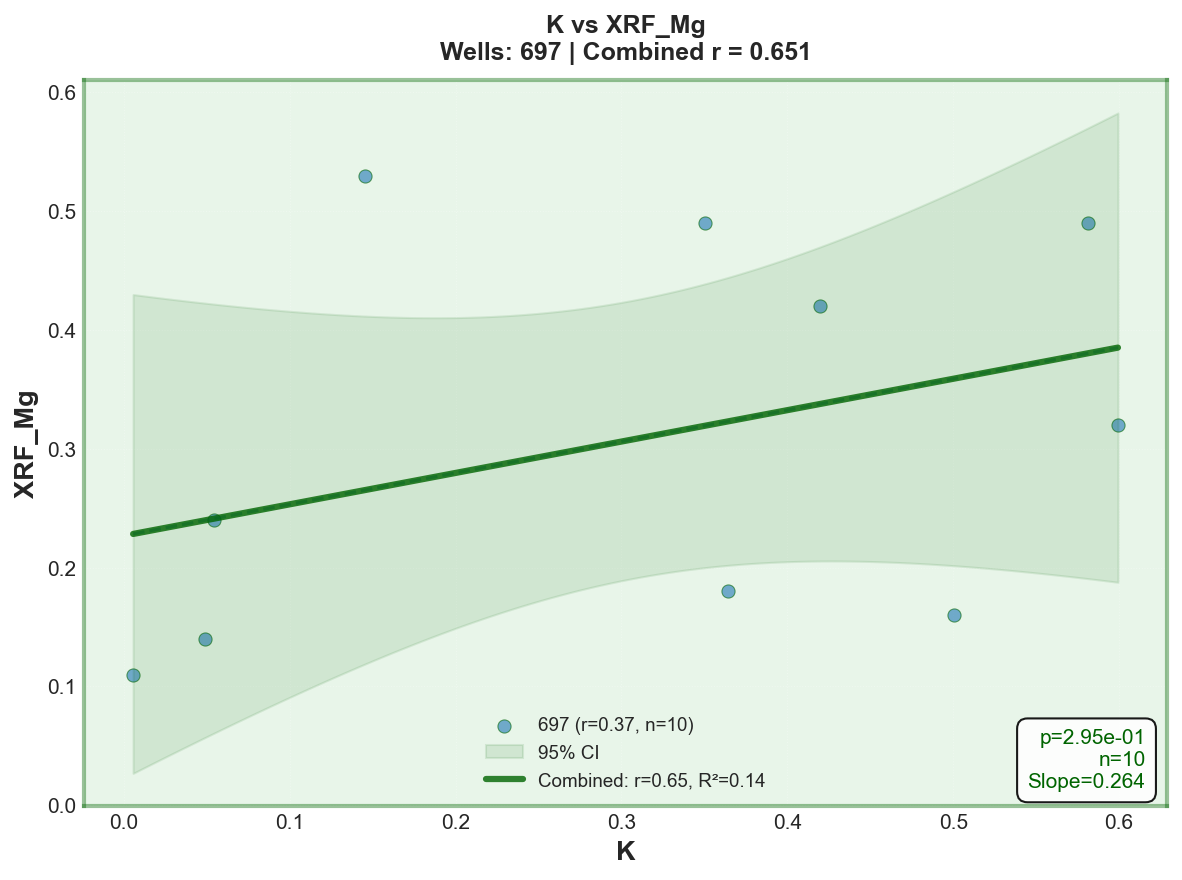 K vs XRF_Mg
Wells: 697 | Combined r = 0.651
XRF_Mg
0.6
0.5
0.4
0.3
0.2
0.1
0.0
0.0 0.1 0.2 0.3 0.4 0.5 0.6
K
697 (r=0.37, n=10)
95% CI
Combined: r=0.65, R²=0.14
p=2.95e-01
n=10
Slope=0.264